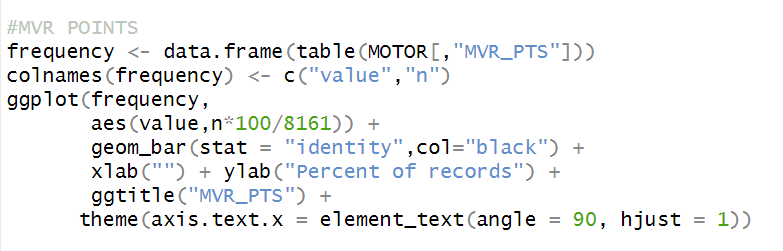 #MVR POINTS
frequency <- data.frame(table(MOTOR[,"MVR_PTS"]))
colnames(frequency) <- c("value","n")
ggplot(frequency,
       aes(value,n*100/8161)) +
       geom_bar(stat = "identity",col="black") +
       xlab("") + ylab("Percent of records") +
       ggtitle("MVR_PTS") +
      theme(axis.text.x = element_text(angle = 90, hjust = 1))